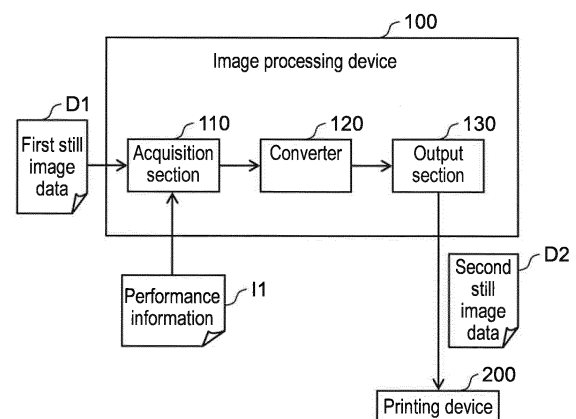 100
Image processing device
D1
110
120
130
First still
image
data
Acquisition
section
Converter
Output
section
Performance
information
I1
D2
Second
still
image
data
200
Printing device